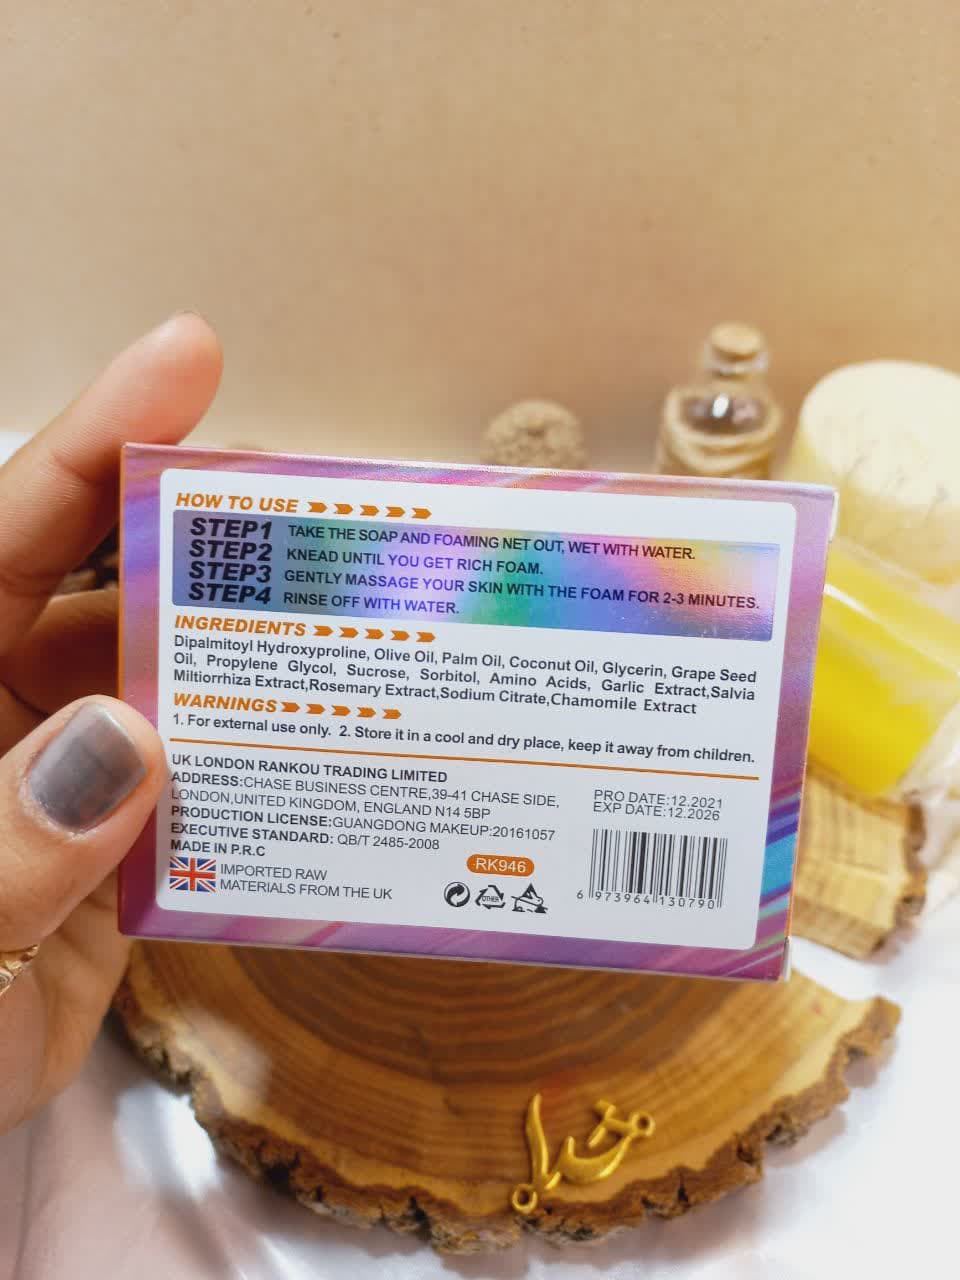 HOW TO USE
STEP1 TAKE THE SOAP AND FOAMING NET OUT, WET WITH WATER.
STEP2 KNEAD UNTIL YOU GET RICH FOAM.
STEP3 GENTLY MASSAGE YOUR SKIN WITH THE FOAM FOR 2-3 MINUTES.
STEP4 RINSE OFF WITH WATER.
INGREDIENTS
Dipalmitoyl Hydroxyproline, Olive Oil, Palm Oil, Coconut Oil, Glycerin, Grape Seed
Oil, Propylene Glycol, Sucrose, Sorbitol, Amino Acids, Garlic Extract,Salvia
Miltiorrhiza Extract,Rosemary Extract,Sodium Citrate,Chamomile Extract
WARNINGS
1. For external use only. 2. Store it in a cool and dry place, keep it away from children.
UK LONDON RANKOU TRADING LIMITED
ADDRESS:CHASE BUSINESS CENTRE,39-41 CHASE SIDE,
LONDON,UNITED KINGDOM, ENGLAND N14 5BP
PRODUCTION LICENSE:GUANGDONG MAKEUP:20161057
EXECUTIVE STANDARD: QB/T 2485-2008
MADE IN P.R.C
IMPORTED RAW
MATERIALS FROM THE UK
RK946
OTHER
PRO DATE:12.2021
EXP DATE:12.2026
6 973964 130790
خدا